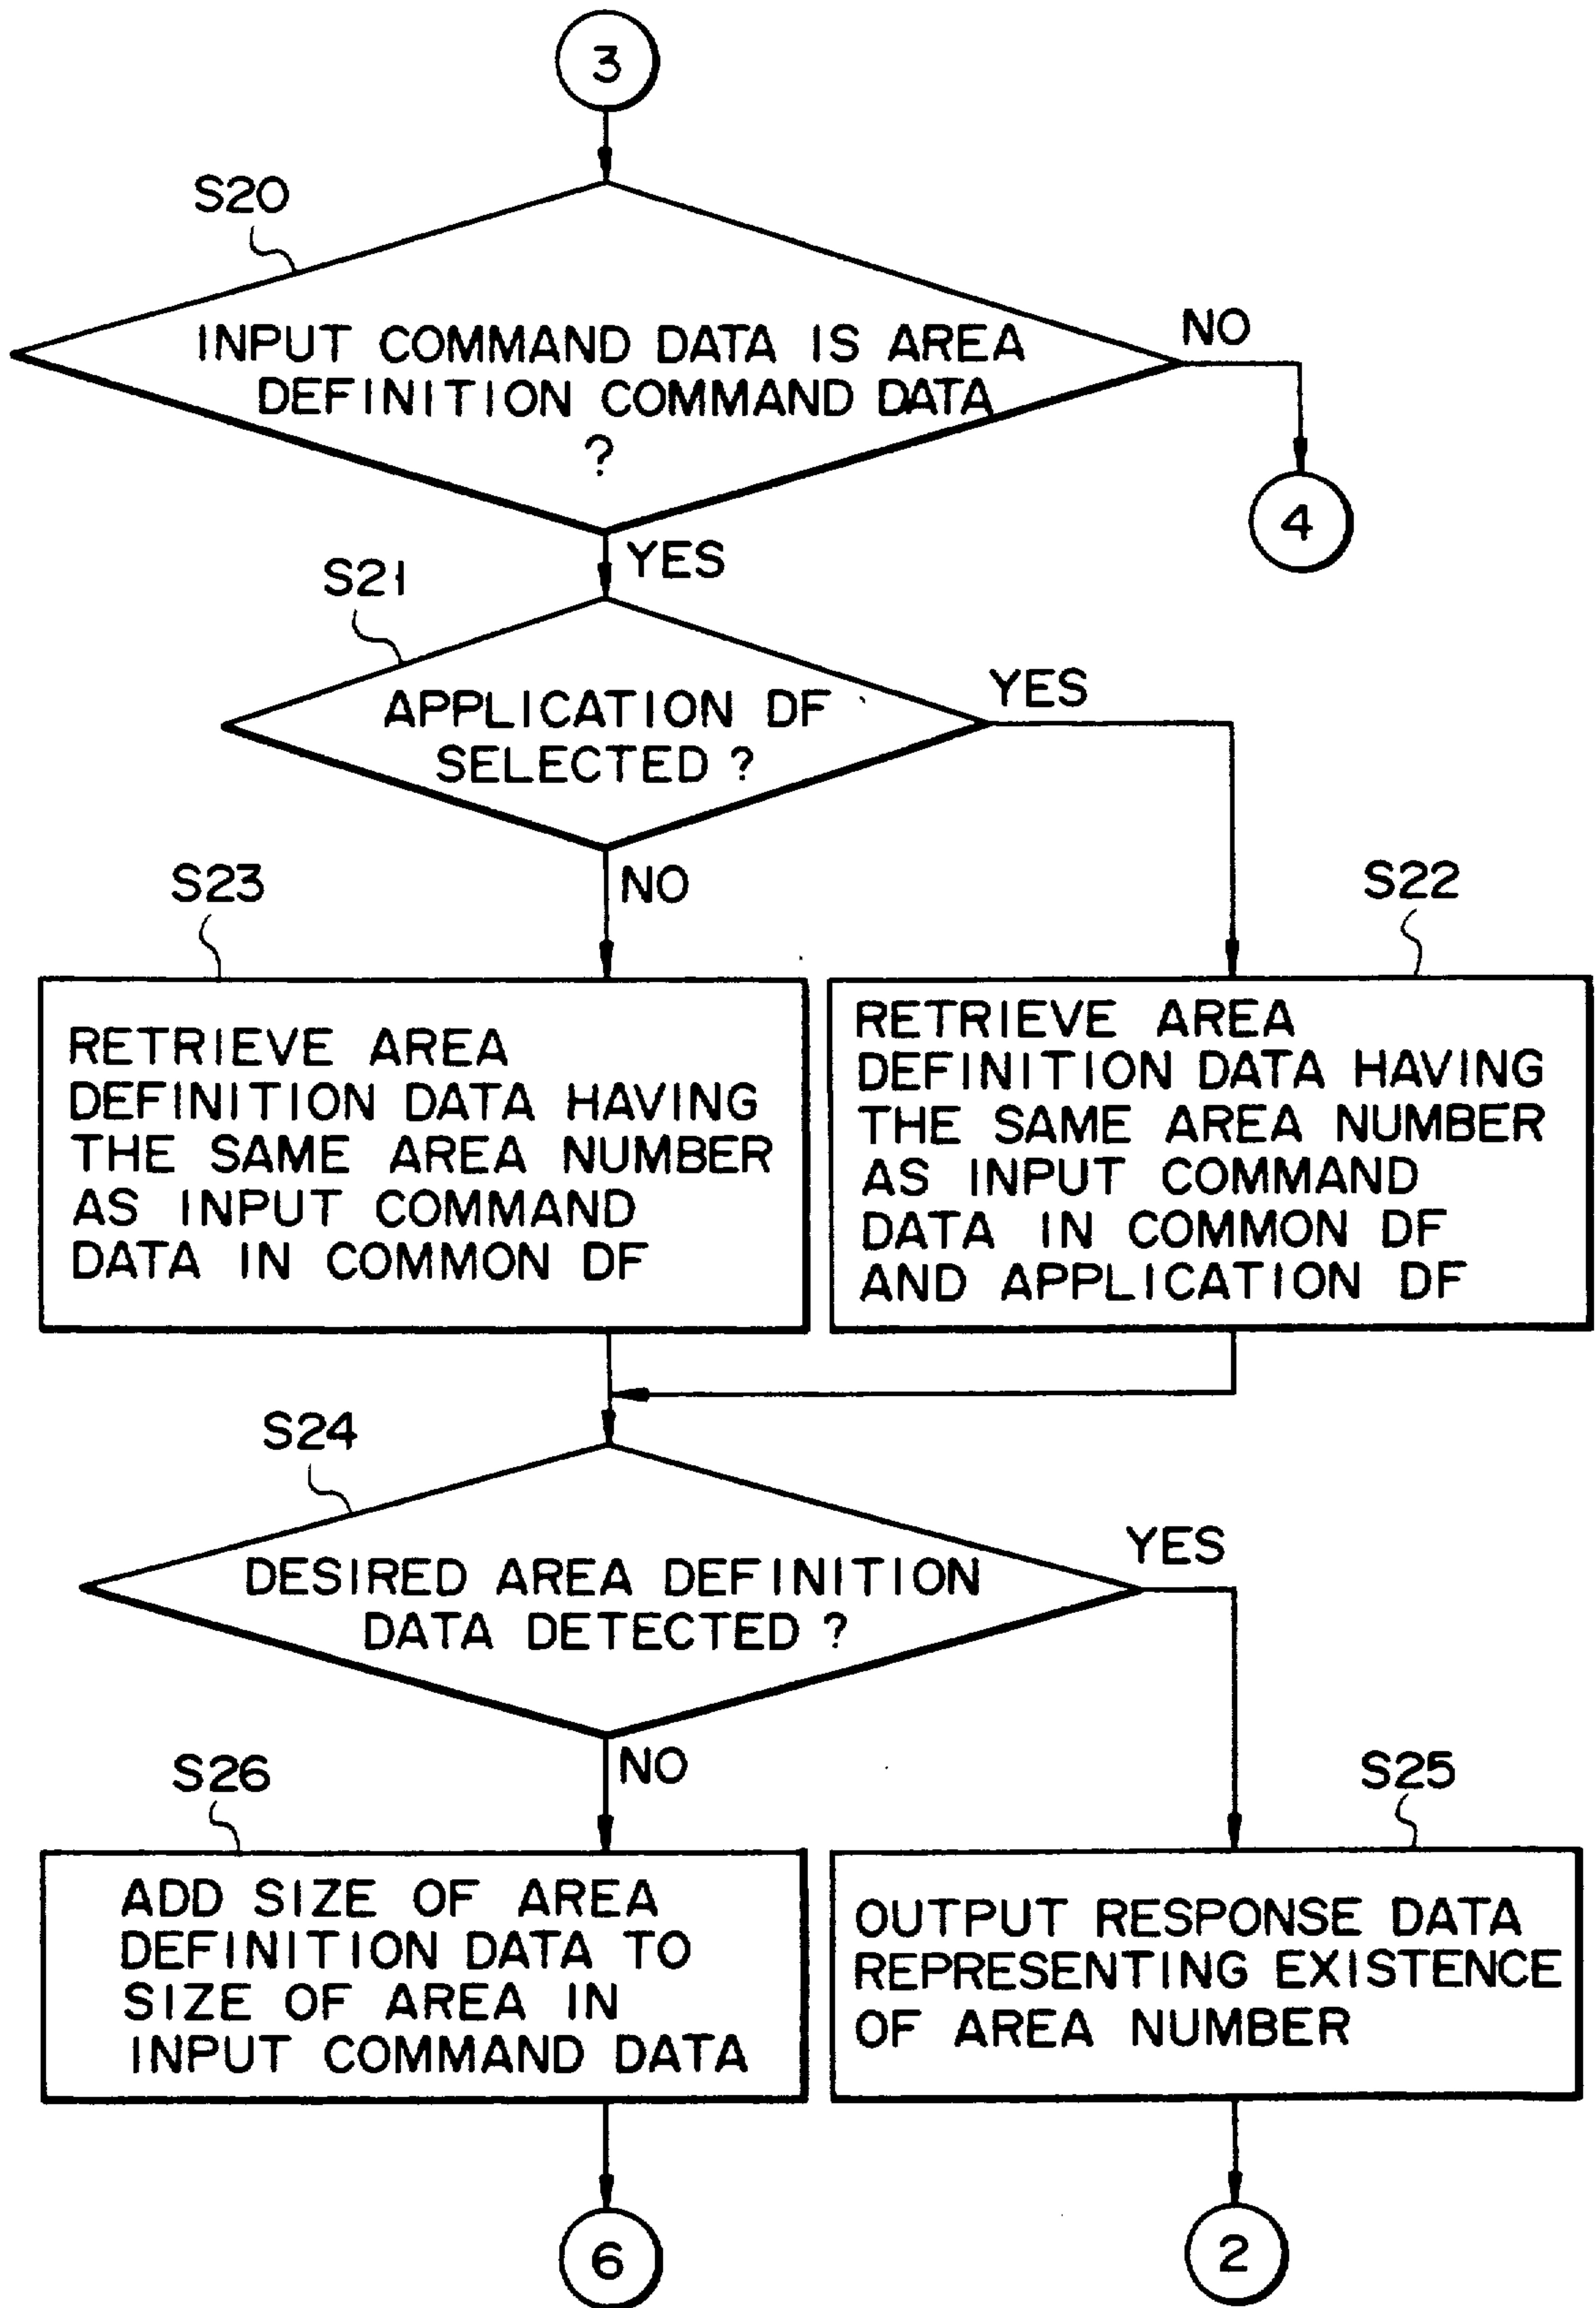 3
S20
INPUT COMMAND DATA IS AREA
DEFINITION COMMAND DATA
?
NO
4
YES
S21
APPLICATION DF
SELECTED ?
YES
NO
S23
S22
RETRIEVE AREA
DEFINITION DATA HAVING
THE SAME AREA NUMBER
AS INPUT COMMAND
DATA IN COMMON DF
RETRIEVE AREA
DEFINITION DATA HAVING
THE SAME AREA NUMBER
AS INPUT COMMAND
DATA IN COMMON DF
AND APPLICATION DF
S24
DESIRED AREA DEFINITION
DATA DETECTED ?
YES
NO
S26
S25
ADD SIZE OF AREA
DEFINITION DATA TO
SIZE OF AREA IN
INPUT COMMAND DATA
OUTPUT RESPONSE DATA
REPRESENTING EXISTENCE
OF AREA NUMBER
6
2